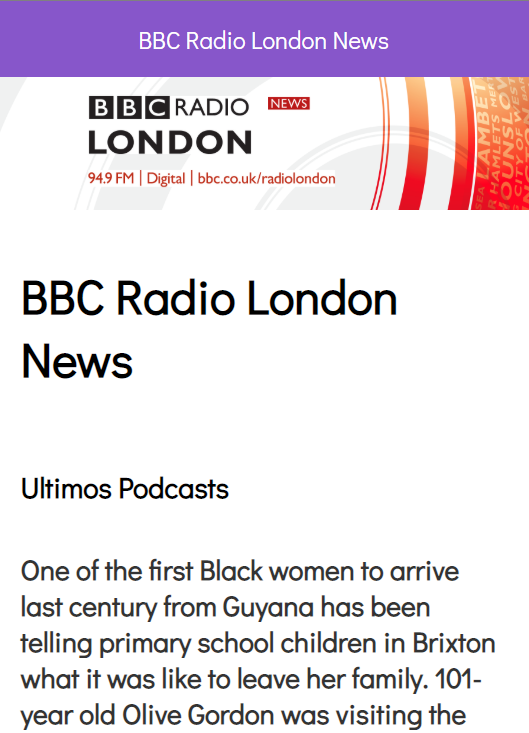 BBC Radio London News
BBC RADIO NEWS
LONDON
94.9 FM | Digital | bbc.co.uk/radiolondon
LAMBET
HOUNSLOW
BBC Radio London
News
Ultimos Podcasts
One of the first Black women to arrive
last century from Guyana has been
telling primary school children in Brixton
what it was like to leave her family. 101-
year old Olive Gordon was visiting the